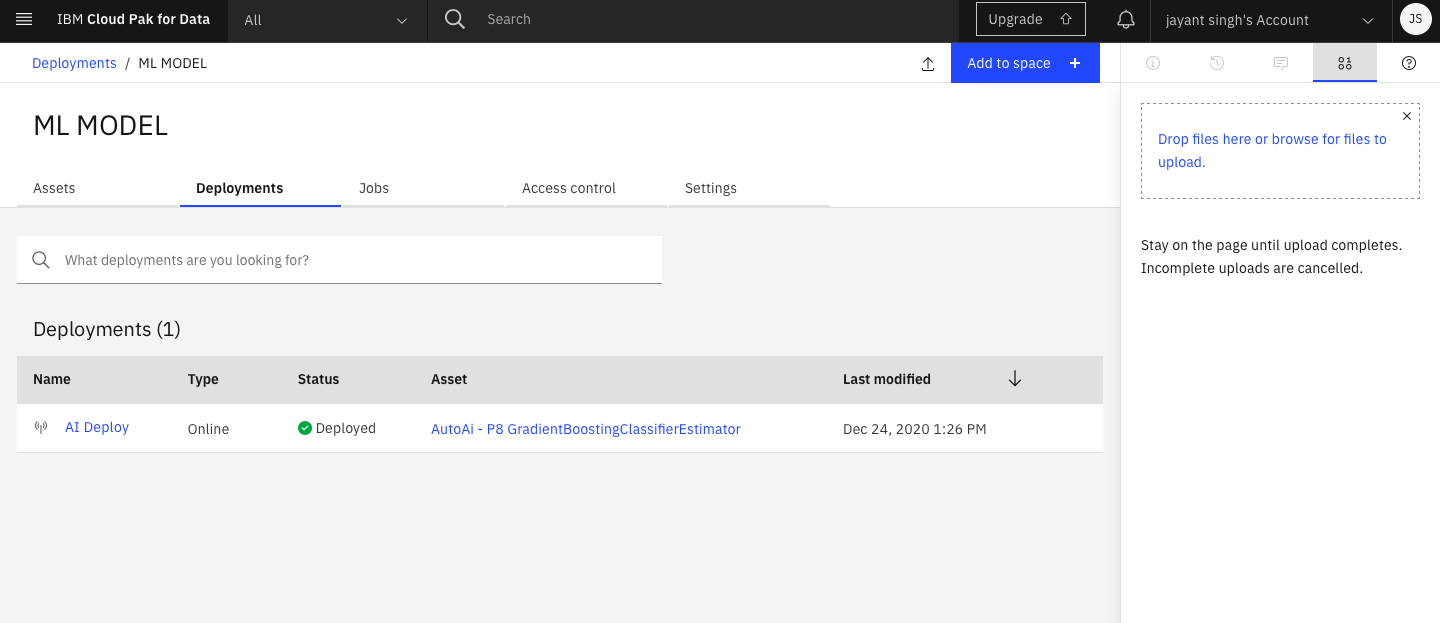 IBM Cloud Pak for Data
All
Search
Upgrade
jayant singh's Account
JS
Deployments / ML MODEL
Add to space +
ML MODEL
Assets
Deployments
Jobs
Access control
Settings
What deployments are you looking for?
Deployments (1)
Name Type Status Asset Last modified
AI Deploy Online Deployed AutoAi - P8 GradientBoostingClassifierEstimator Dec 24, 2020 1:26 PM
Drop files here or browse for files to
upload.
Stay on the page until upload completes.
Incomplete uploads are cancelled.